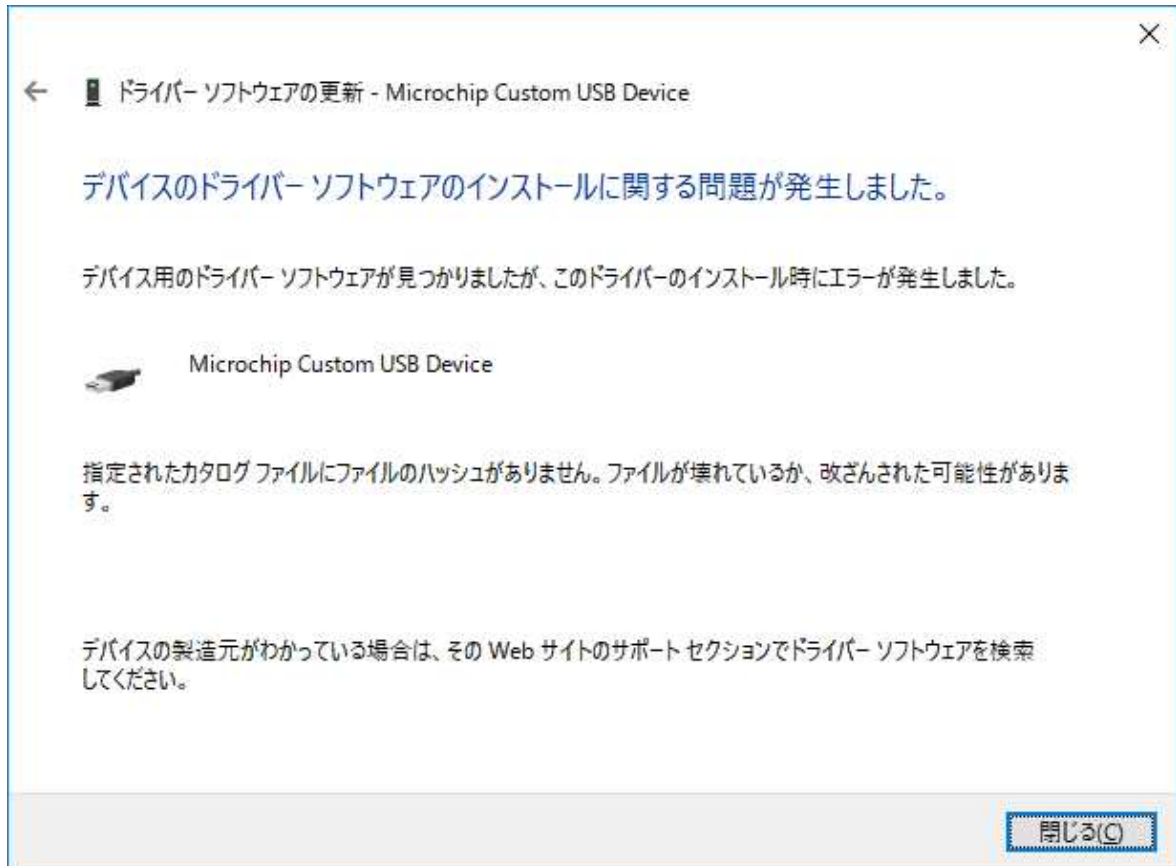 ドライバー ソフトウェアの更新 - Microchip Custom USB Device
デバイスのドライバー ソフトウェアのインストールに関する問題が発生しました。
デバイス用のドライバー ソフトウェアが見つかりましたが、このドライバーのインストール時にエラーが発生しました。
Microchip Custom USB Device
指定されたカタログ ファイルにファイルのハッシュがありません。ファイルが壊れているか、改ざんされた可能性がありま
す。
デバイスの製造元がわかっている場合は、その Web サイトのサポート セクションでドライバー ソフトウェアを検索
してください。
閉じる(C)